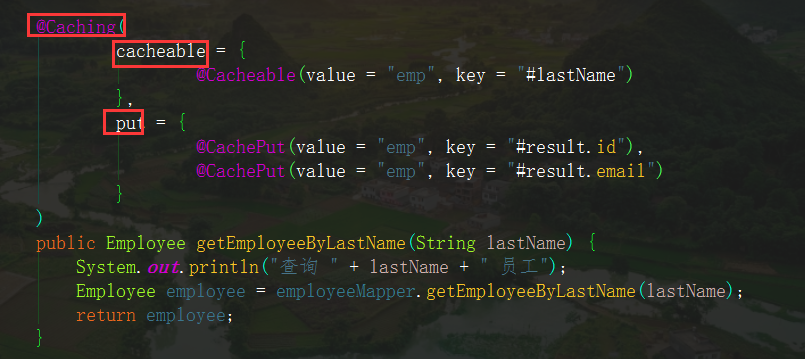 @Caching(
cacheable = {
@Cacheable(value = "emp", key = "#lastName")
},
put = {
@CachePut(value = "emp", key = "#result.id"),
@CachePut(value = "emp", key = "#result.email")
}
)
public Employee getEmployeeByLastName(String lastName) {
System.out.println("查询 " + lastName + " 员工");
Employee employee = employeeMapper.getEmployeeByLastName(lastName);
return employee;
}